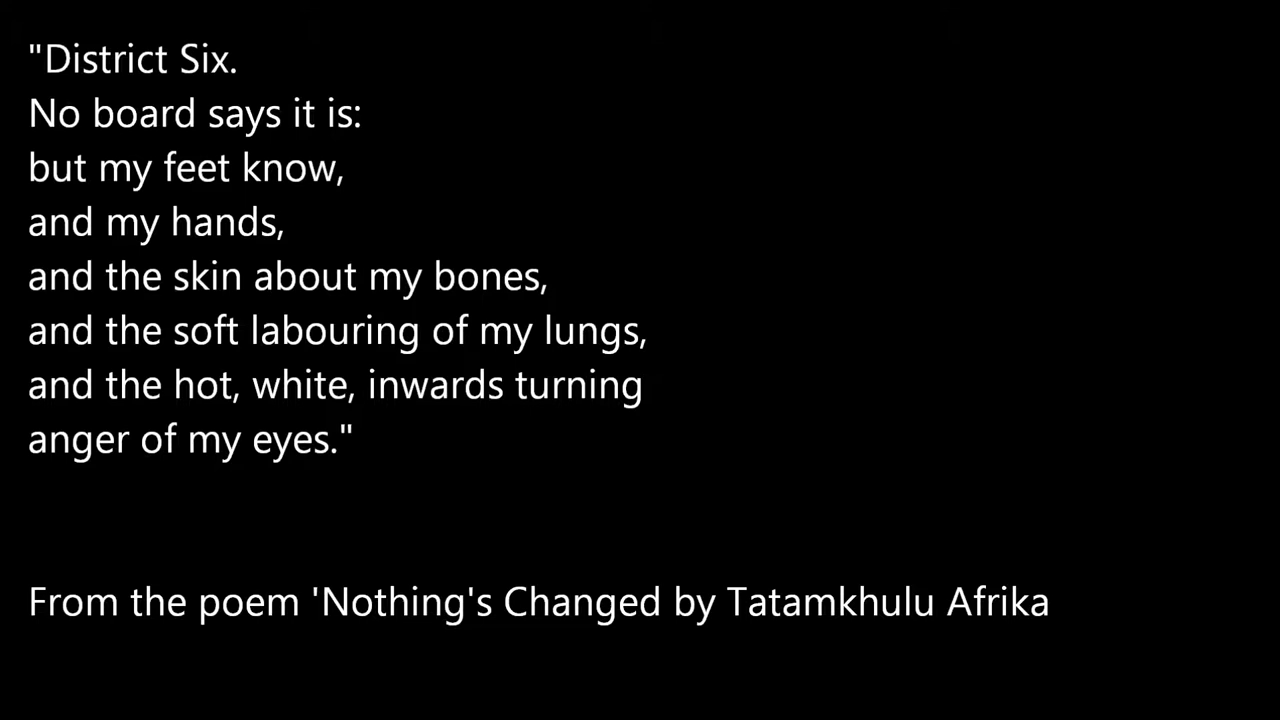 "District Six.
No board says it is:
but my feet know,
and my hands,
and the skin about my bones,
and the soft labouring of my lungs,
and the hot, white, inwards turning
anger of my eyes."
From the poem 'Nothing's Changed by Tatamkhulu Afrika